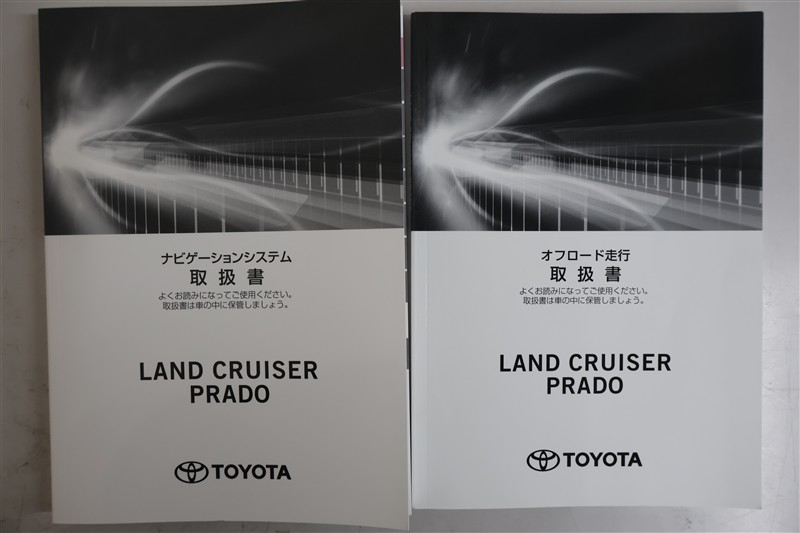 ナビゲーションシステム
取扱書
よくお読みになってご使用ください。
取扱書は車の中に保管しましょう。
LAND CRUISER
PRADO
TOYOTA
オフロード走行
取扱書
よくお読みになってご使用ください。
取扱書は車の中に保管しましょう。
LAND CRUISER
PRADO
TOYOTA